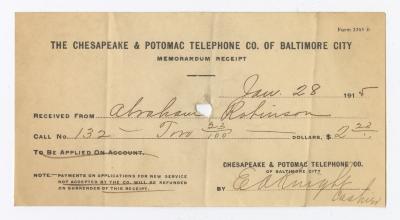 Form 3365 B
THE CHESAPEAKE & POTOMAC TELEPHONE CO. OF BALTIMORE CITY
MEMORANDUM RECEIPT
Jan. 28 1915
RECEIVED FROM Abraham Robinson
CALL No. 132 — Two 22/100 DOLLARS, $ 2 22
TO BE APPLIED ON ACCOUNT.
CHESAPEAKE & POTOMAC TELEPHONE CO.
OF BALTIMORE CITY
NOTE:—PAYMENTS ON APPLICATIONS FOR NEW SERVICE
NOT ACCEPTED BY THE CO. WILL BE REFUNDED
ON SURRENDER OF THIS RECEIPT.
BY E A Knight
Cashier